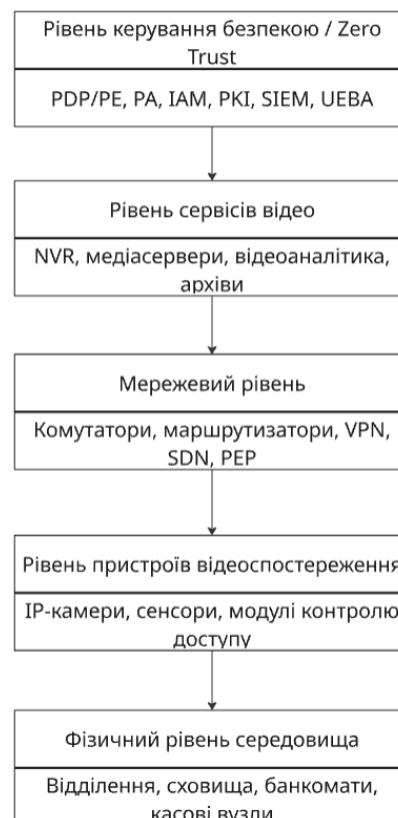 Рівень керування безпекою / Zero
Trust
PDP/PE, PA, IAM, PKI, SIEM, UEBA
Рівень сервісів відео
NVR, медіасервери, відеоаналітика,
архіви
Мережевий рівень
Комутатори, маршрутизатори, VPN,
SDN, PEP
Рівень пристроїв відеоспостереження
IP-камери, сенсори, модулі контролю
доступу
Фізичний рівень середовища
Відділення, сховища, банкомати,
касові вузли